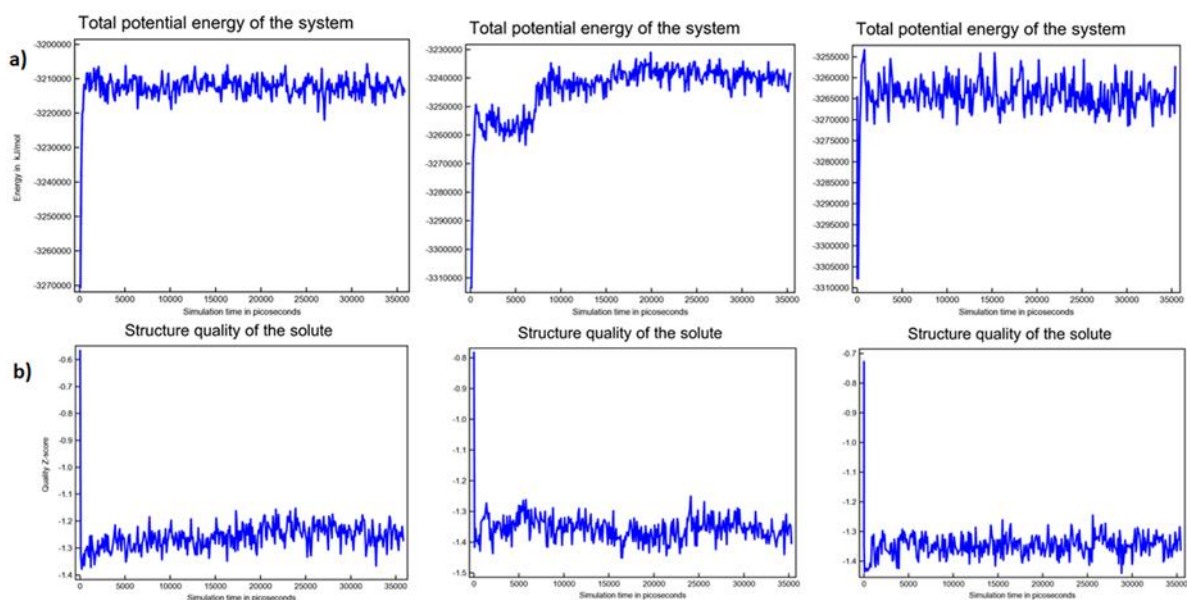 Total potential energy of the system
Total potential energy of the system
Total potential energy of the system
a)
Energy in kJ/mol
-3200000
-3210000
-3220000
-3230000
-3240000
-3250000
-3260000
-3270000
0 5000 10000 15000 20000 25000 30000 35000
Simulation time in picoseconds
-3230000
-3240000
-3250000
-3260000
-3270000
-3280000
-3290000
-3300000
-3310000
0 5000 10000 15000 20000 25000 30000 35000
Simulation time in picoseconds
-3255000
-3260000
-3265000
-3270000
-3275000
-3280000
-3285000
-3290000
-3295000
-3300000
-3305000
-3310000
0 5000 10000 15000 20000 25000 30000 35000
Simulation time in picoseconds
Structure quality of the solute
Structure quality of the solute
Structure quality of the solute
b)
Quality Z-score
-0.6
-0.7
-0.8
-0.9
-1.0
-1.1
-1.2
-1.3
-1.4
0 5000 10000 15000 20000 25000 30000 35000
Simulation time in picoseconds
-0.8
-0.9
-1.0
-1.1
-1.2
-1.3
-1.4
-1.5
0 5000 10000 15000 20000 25000 30000 35000
Simulation time in picoseconds
-0.7
-0.8
-0.9
-1.0
-1.1
-1.2
-1.3
-1.4
0 5000 10000 15000 20000 25000 30000 35000
Simulation time in picoseconds